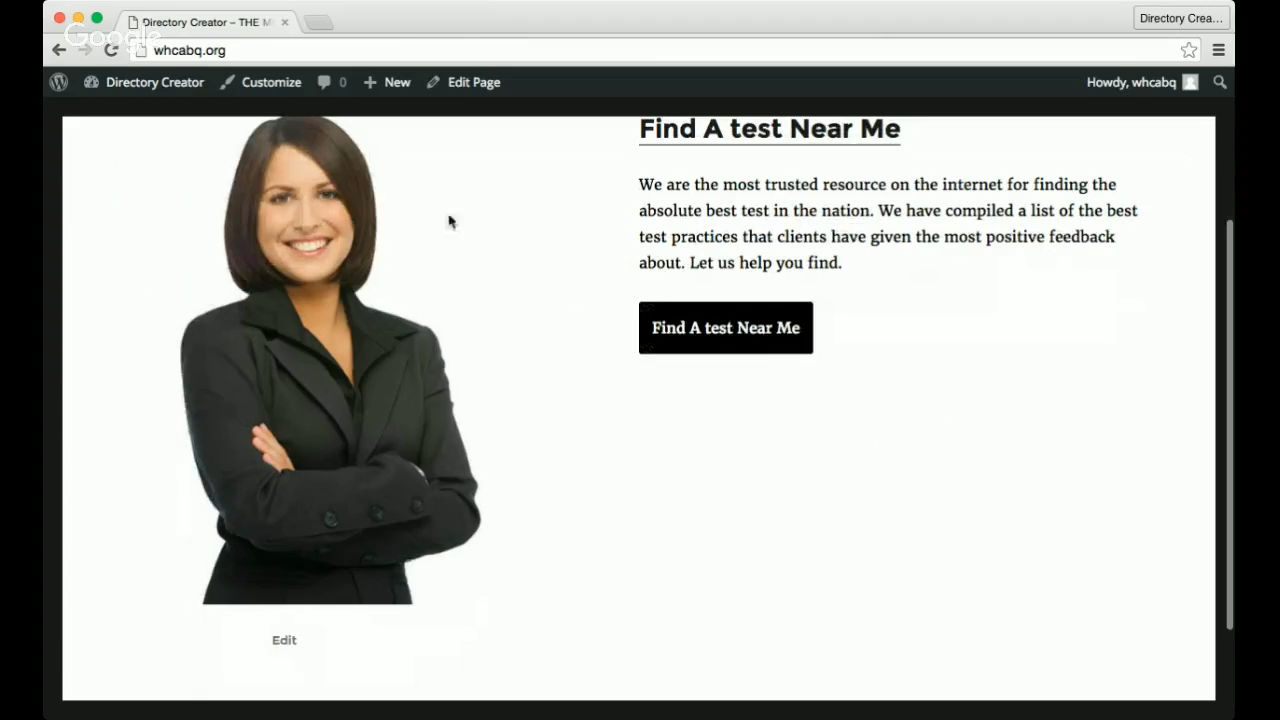 Directory Creator – THE M
Directory Crea...
Google
whcabq.org
Directory Creator
Customize
0
New
Edit Page
Howdy, whcabq
Find A test Near Me
We are the most trusted resource on the internet for finding the
absolute best test in the nation. We have compiled a list of the best
test practices that clients have given the most positive feedback
about. Let us help you find.
Find A test Near Me
Edit